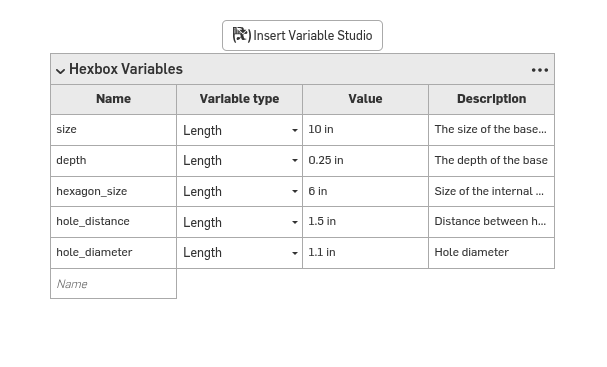 Insert Variable Studio
Hexbox Variables
Name Variable type Value Description
size Length 10 in The size of the base...
depth Length 0.25 in The depth of the base
hexagon_size Length 6 in Size of the internal ...
hole_distance Length 1.5 in Distance between h...
hole_diameter Length 1.1 in Hole diameter
Name